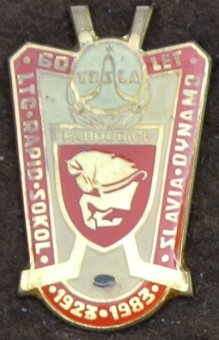 60 LET
TESLA
PARDUBICE
LTC·RAPID·SOKOL·
·SLAVIA·DYNAMO
·1923·1983·